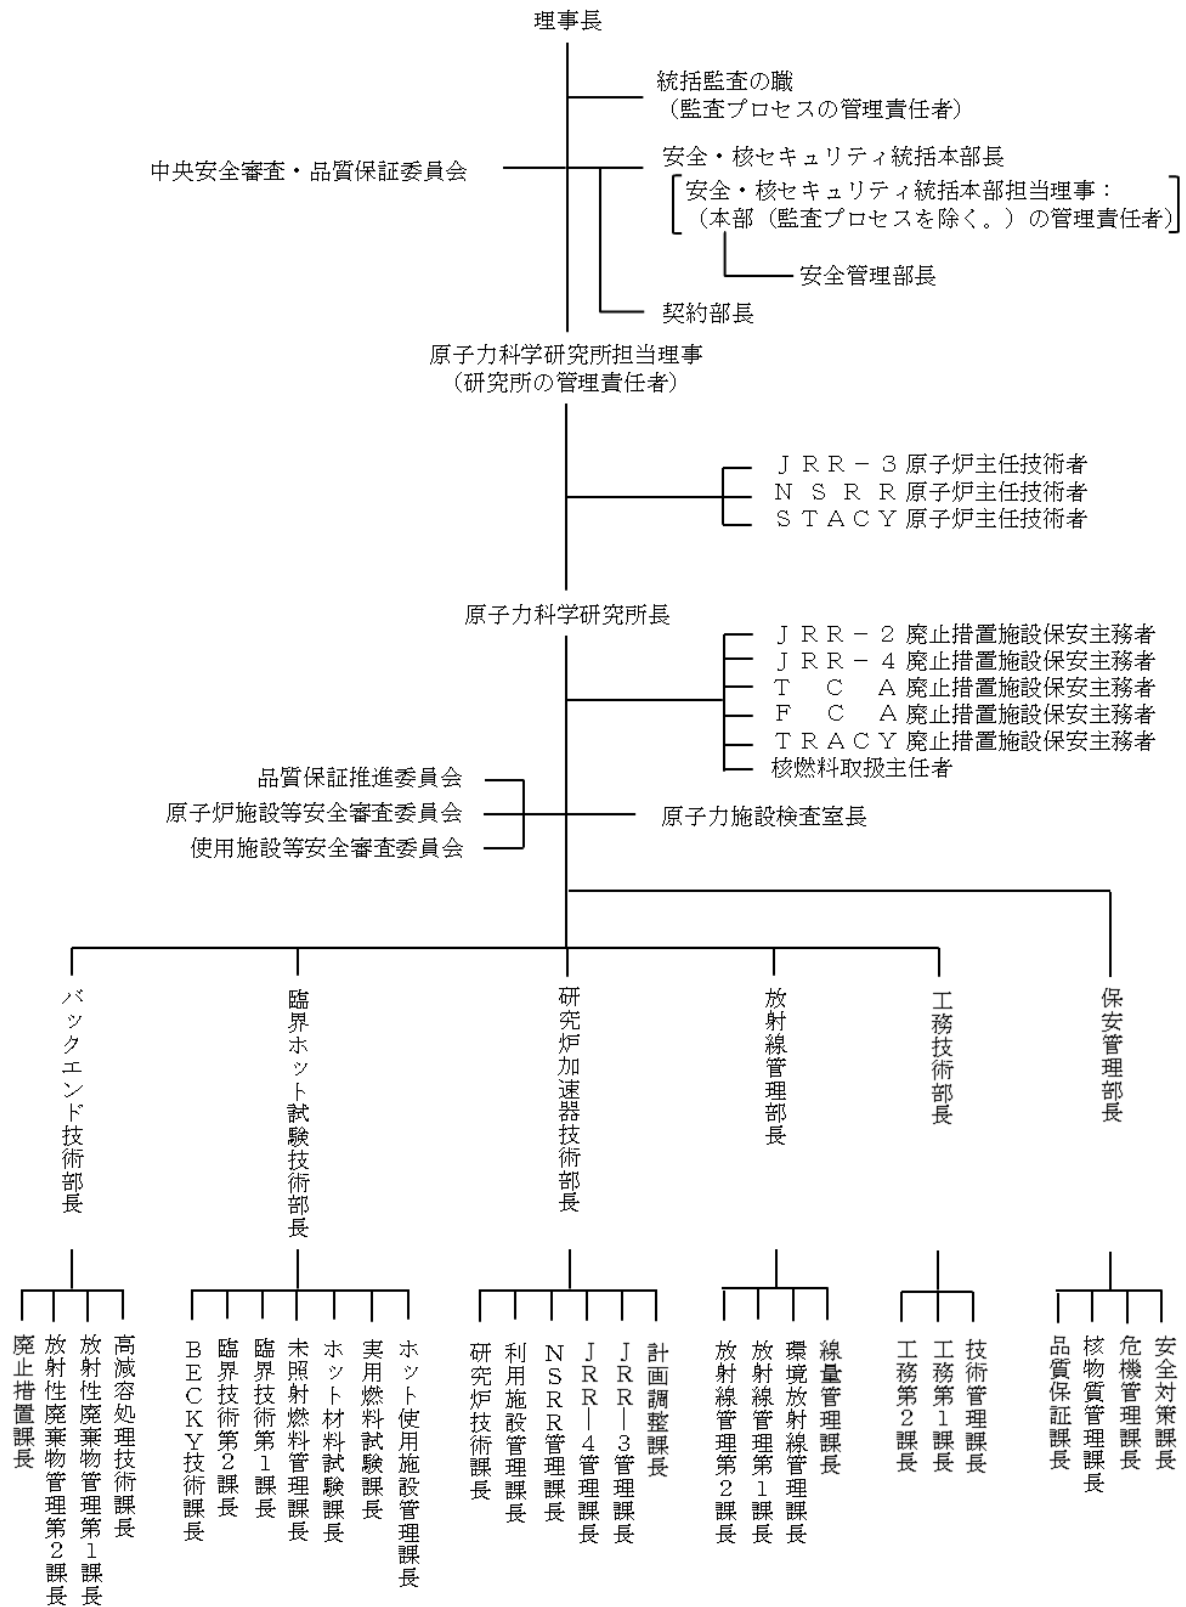 理事長
統括監査の職
（監査プロセスの管理責任者）
中央安全審査・品質保証委員会
安全・核セキュリティ統括本部長
安全・核セキュリティ統括本部担当理事：
（本部（監査プロセスを除く。）の管理責任者）
安全管理部長
契約部長
原子力科学研究所担当理事
（研究所の管理責任者）
ＪＲＲ－３原子炉主任技術者
ＮＳＲＲ原子炉主任技術者
ＳＴＡＣＹ原子炉主任技術者
原子力科学研究所長
ＪＲＲ－２廃止措置施設保安主務者
ＪＲＲ－４廃止措置施設保安主務者
ＴＣＡ廃止措置施設保安主務者
ＦＣＡ廃止措置施設保安主務者
ＴＲＡＣＹ廃止措置施設保安主務者
核燃料取扱主任者
品質保証推進委員会
原子炉施設等安全審査委員会
使用施設等安全審査委員会
原子力施設検査室長
バックエンド技術部長
臨界ホット試験技術部長
研究炉加速器技術部長
放射線管理部長
工務技術部長
保安管理部長
廃止措置課長
放射性廃棄物管理第２課長
放射性廃棄物管理第１課長
高減容処理技術課長
ＢＥＣＫＹ技術課長
臨界技術第２課長
臨界技術第１課長
未照射燃料管理課長
ホット材料試験課長
実用燃料試験課長
ホット使用施設管理課長
研究炉技術課長
利用施設管理課長
ＮＳＲＲ管理課長
ＪＲＲ－４管理課長
ＪＲＲ－３管理課長
計画調整課長
放射線管理第２課長
放射線管理第１課長
環境放射線管理課長
線量管理課長
工務第２課長
工務第１課長
技術管理課長
品質保証課長
核物質管理課長
危機管理課長
安全対策課長